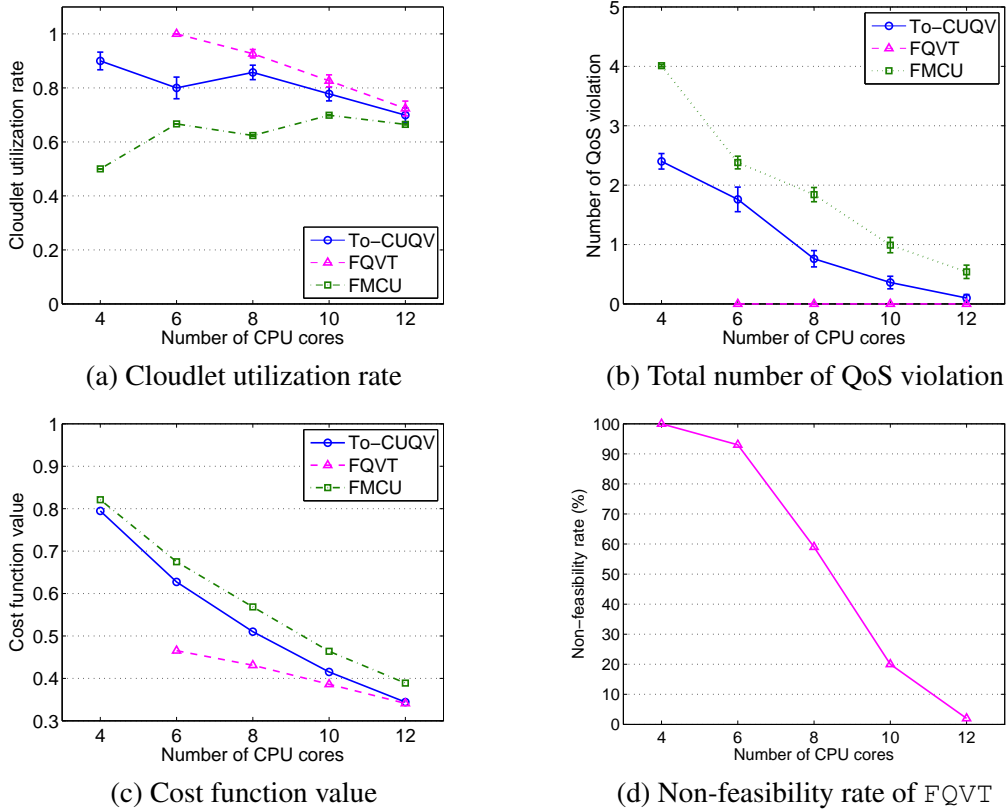 1
0.8
0.6
0.4
0.2
0
Cloudlet utilization rate
4 6 8 10 12
Number of CPU cores
To−CUQV
FQVT
FMCU
(a) Cloudlet utilization rate
5
4
3
2
1
0
Number of QoS violation
4 6 8 10 12
Number of CPU cores
To−CUQV
FQVT
FMCU
(b) Total number of QoS violation
1
0.9
0.8
0.7
0.6
0.5
0.4
0.3
Cost function value
4 6 8 10 12
Number of CPU cores
To−CUQV
FQVT
FMCU
(c) Cost function value
100
90
80
70
60
50
40
30
20
10
0
Non−feasibility rate (%)
4 6 8 10 12
Number of CPU cores
(d) Non-feasibility rate of FQVT